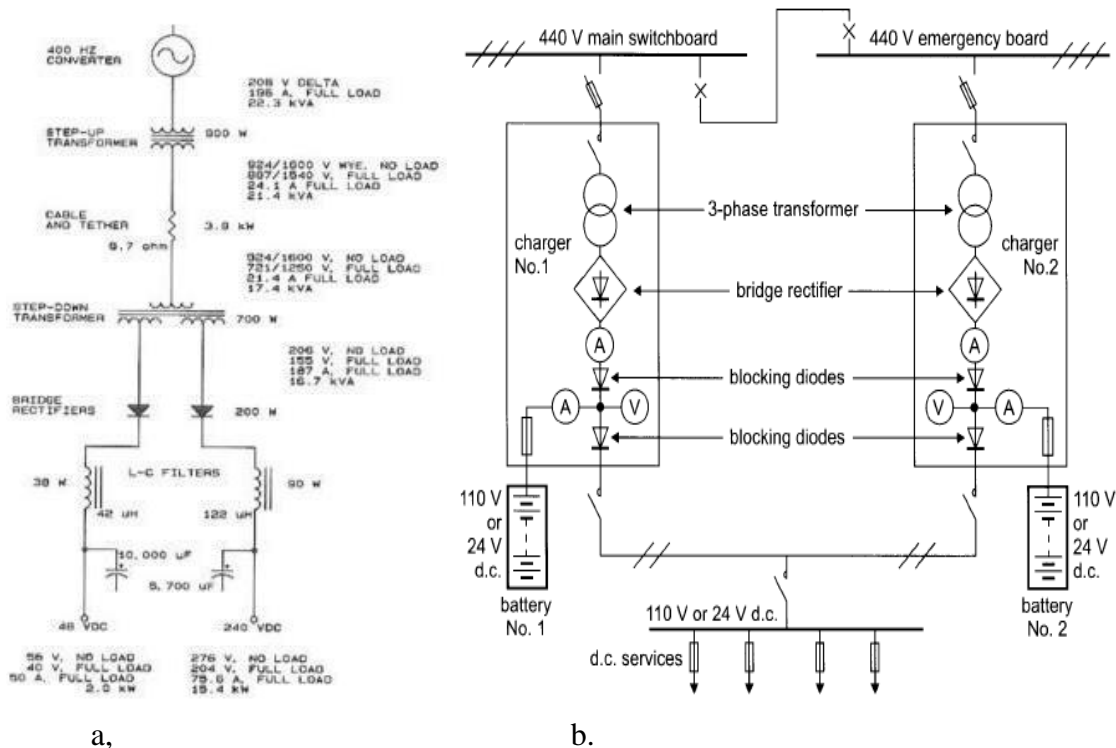 400 HZ
CONVERTER
208 V DELTA
195 A, FULL LOAD
22.3 kVA
STEP-UP
TRANSFORMER
900 W
924/1600 V WYE, NO LOAD
887/1540 V, FULL LOAD
24.1 A FULL LOAD
21.4 kVA
CABLE
AND TETHER
3.9 kW
9.7 ohm
924/1600 V, NO LOAD
721/1250 V, FULL LOAD
21.4 A FULL LOAD
17.4 kVA
STEP-DOWN
TRANSFORMER
700 W
206 V, NO LOAD
155 V, FULL LOAD
187 A, FULL LOAD
16.7 kVA
BRIDGE
RECTIFIERS
200 W
L-C FILTERS
38 W
90 W
42 uH
122 uH
10,000 uF
5,700 uF
48 VDC
240 VDC
56 V, NO LOAD
40 V, FULL LOAD
50 A, FULL LOAD
2.0 kW
276 V, NO LOAD
204 V, FULL LOAD
75.6 A, FULL LOAD
15.4 kW
a,
440 V main switchboard
440 V emergency board
3-phase transformer
charger
No.1
charger
No.2
bridge rectifier
A
A
blocking diodes
A
V
V
A
blocking diodes
110 V
or
24 V
d.c.
battery
No. 1
110 V
or
24 V
d.c.
battery
No. 2
110 V or 24 V d.c.
d.c. services
b.